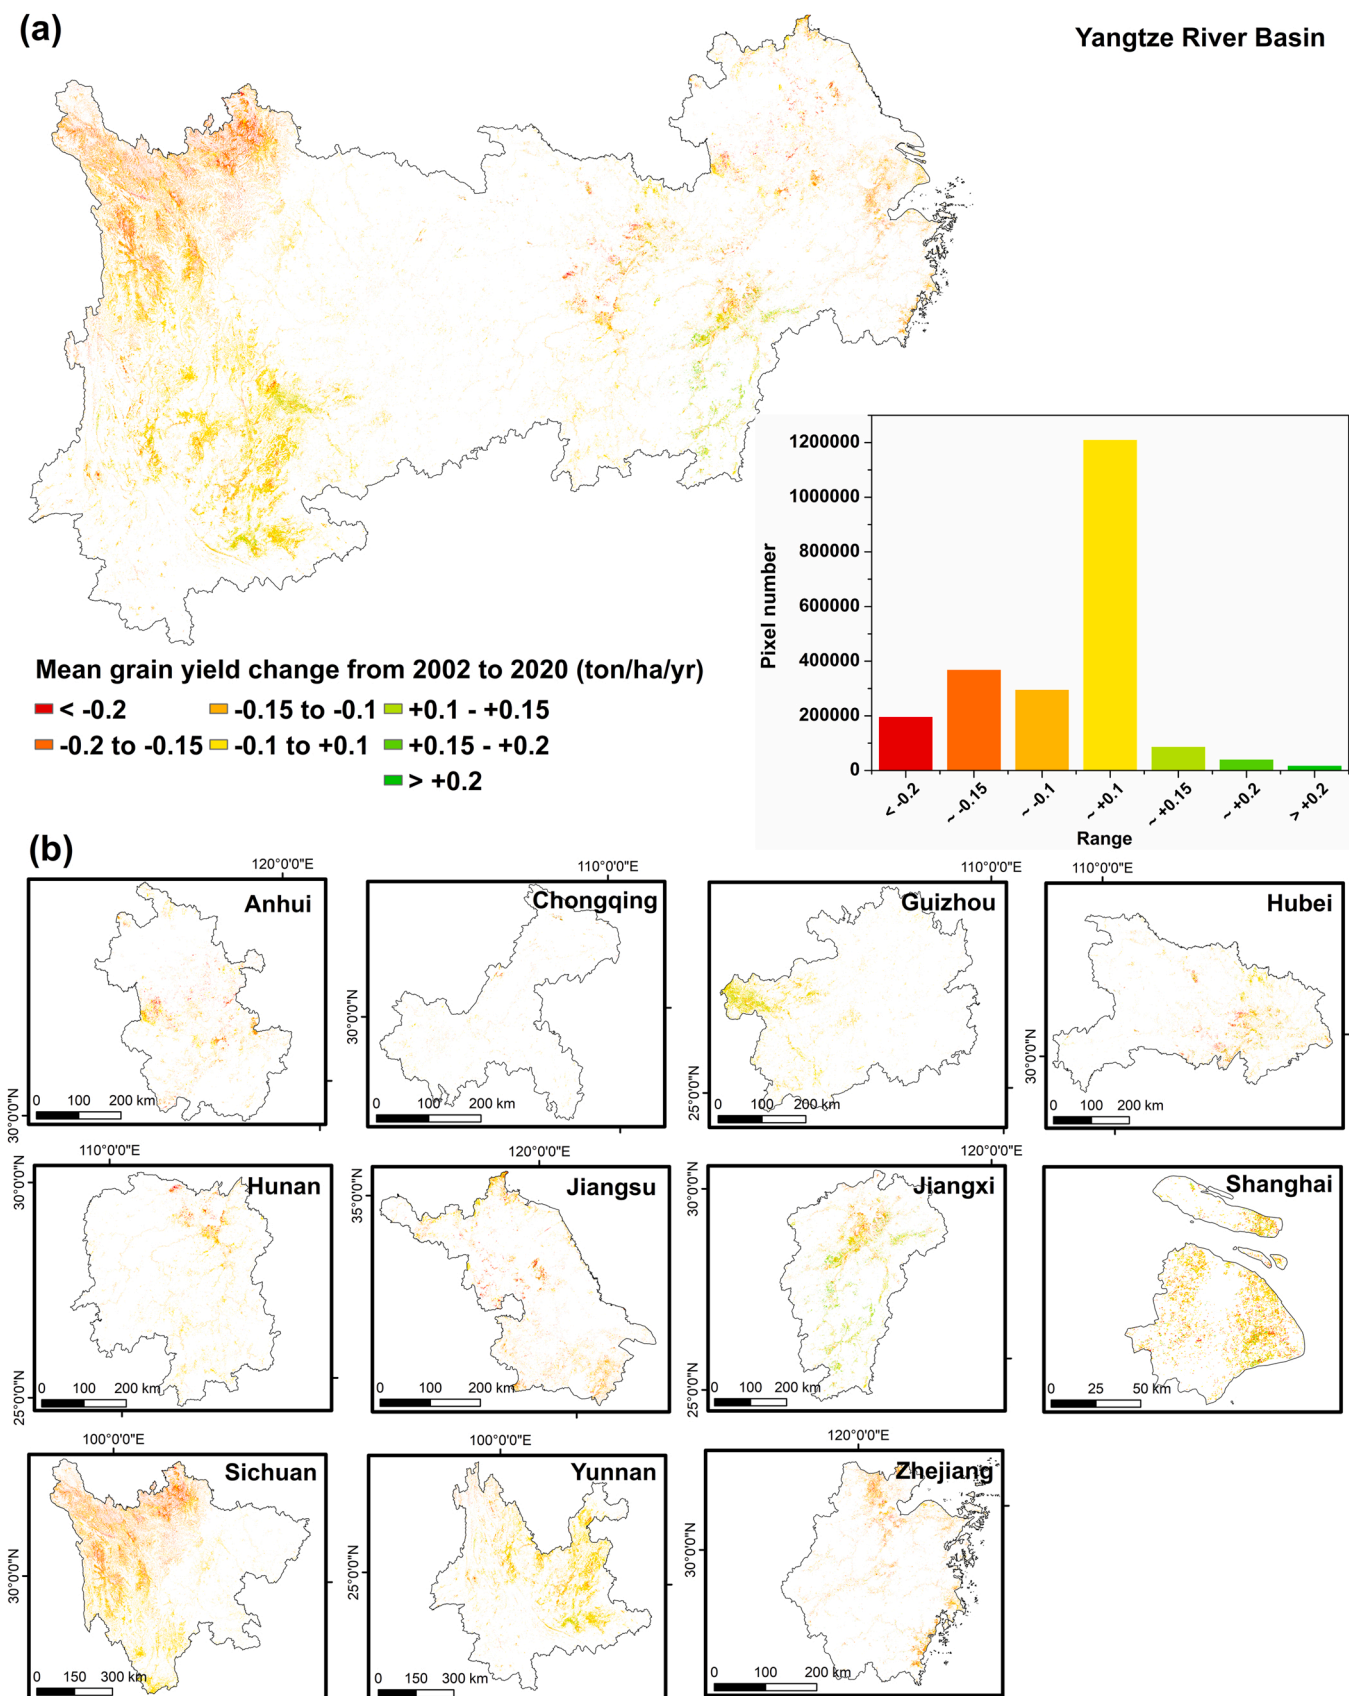 (a)
Yangtze River Basin
Mean grain yield change from 2002 to 2020 (ton/ha/yr)
< -0.2
-0.15 to -0.1
+0.1 - +0.15
-0.2 to -0.15
-0.1 to +0.1
+0.15 - +0.2
> +0.2
Pixel number
1200000
1000000
800000
600000
400000
200000
0
< -0.2
~ -0.15
~ -0.1
~ +0.1
~ +0.15
~ +0.2
> +0.2
Range
(b)
120°0'0"E
Anhui
30°0'0"N
0 100 200 km
110°0'0"E
Chongqing
30°0'0"N
0 100 200 km
110°0'0"E
Guizhou
25°0'0"N
0 100 200 km
110°0'0"E
Hubei
30°0'0"N
0 100 200 km
110°0'0"E
30°0'0"N
Hunan
25°0'0"N
0 100 200 km
120°0'0"E
35°0'0"N
Jiangsu
0 100 200 km
120°0'0"E
30°0'0"N
Jiangxi
25°0'0"N
0 100 200 km
Shanghai
0 25 50 km
100°0'0"E
Sichuan
30°0'0"N
0 150 300 km
100°0'0"E
Yunnan
25°0'0"N
0 150 300 km
120°0'0"E
Zhejiang
30°0'0"N
0 100 200 km